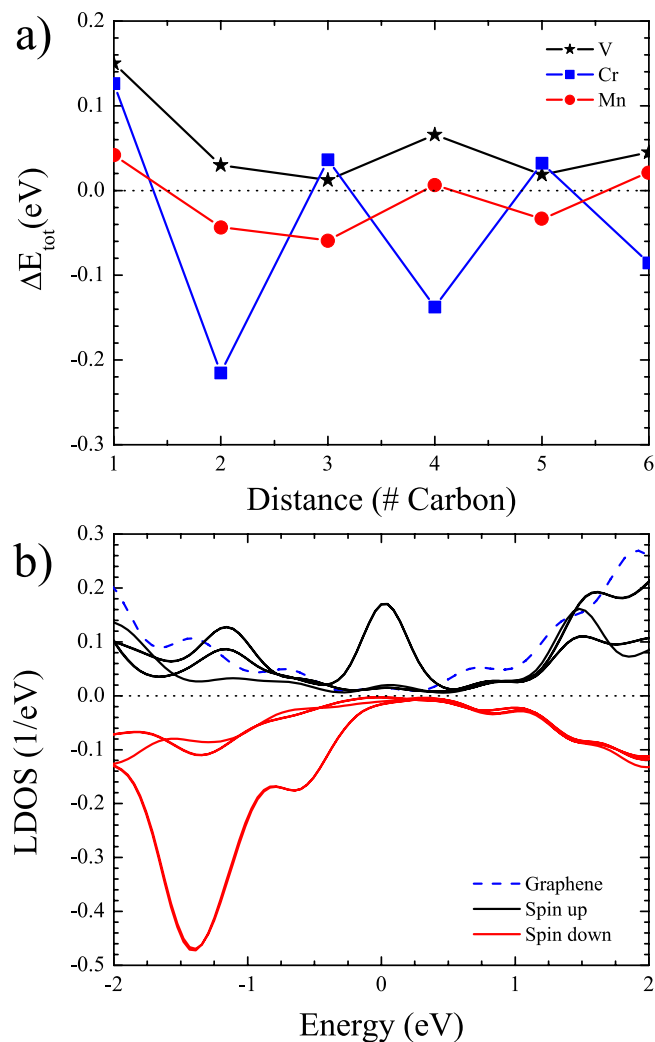 a)
0.2
0.1
0.0
-0.1
-0.2
-0.3
ΔE_tot(eV)
V
Cr
Mn
1 2 3 4 5 6
Distance (# Carbon)
b)
0.3
0.2
0.1
0.0
-0.1
-0.2
-0.3
-0.4
-0.5
LDOS (1/eV)
Graphene
Spin up
Spin down
-2 -1 0 1 2
Energy (eV)